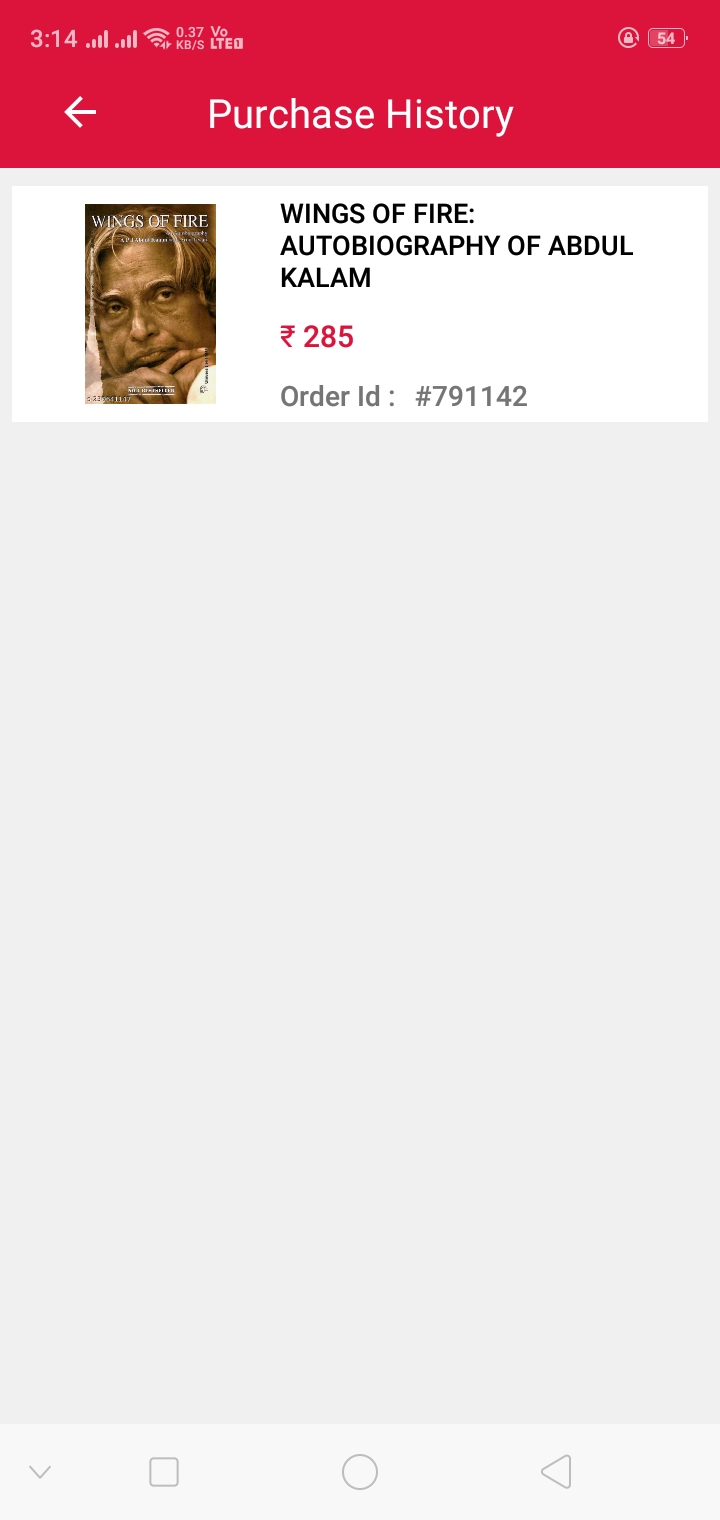 3:14
0.37 KB/S
Vo LTE 1
54
Purchase History
WINGS OF FIRE
WINGS OF FIRE:
AUTOBIOGRAPHY OF ABDUL
KALAM
₹ 285
Order Id : #791142